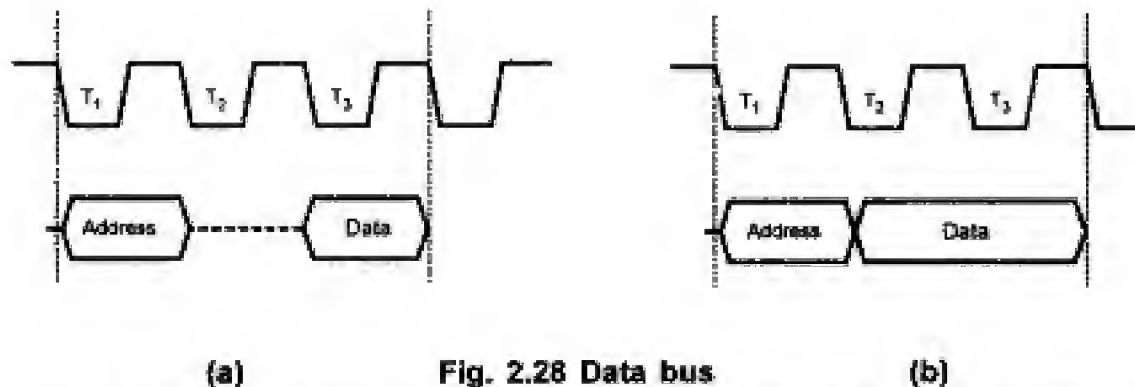 T1 T2 T3
T1 T2 T3
Address Data
Address Data
(a) Fig. 2.28 Data bus (b)